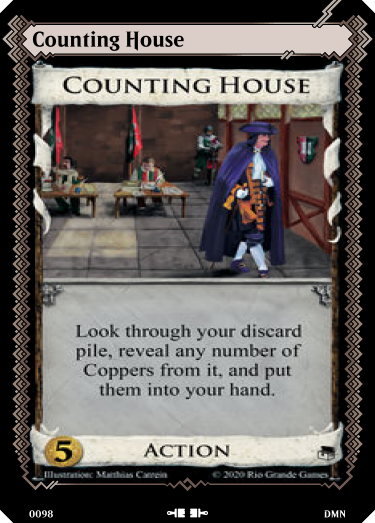 Counting House
COUNTING HOUSE
Look through your discard
pile, reveal any number of
Coppers from it, and put
them into your hand.
5 ACTION
Illustration: Matthias Catrein © 2020 Rio Grande Games
0098 DMN